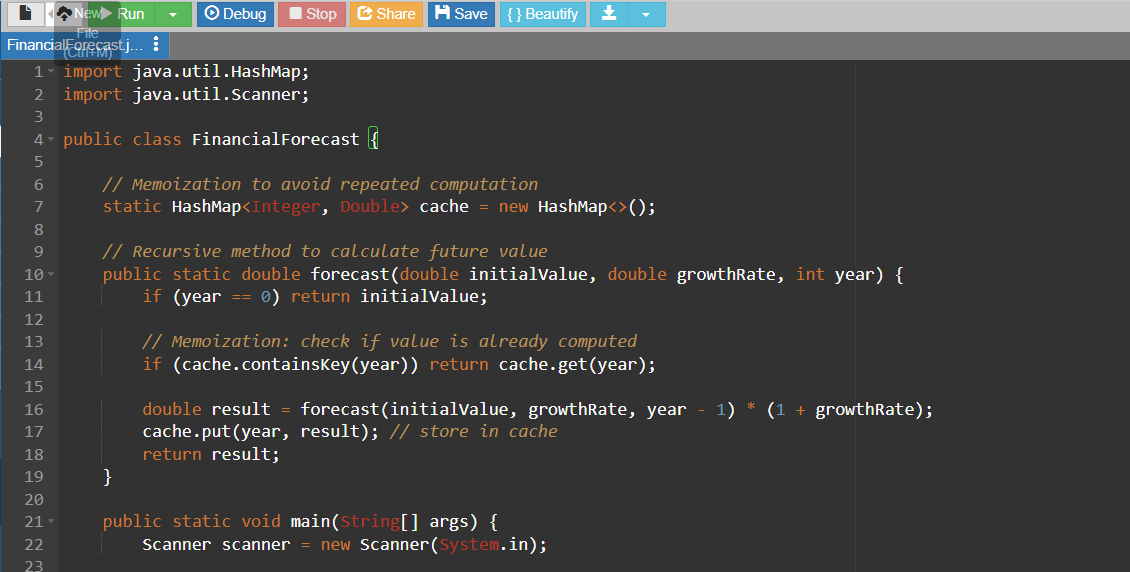 New
Run
Debug
Stop
Share
Save
{ } Beautify
File
(Ctrl+M)
FinancialForecast.j...
1 import java.util.HashMap;
2 import java.util.Scanner;
3
4 public class FinancialForecast {
5
6 // Memoization to avoid repeated computation
7 static HashMap<Integer, Double> cache = new HashMap<>();
8
9 // Recursive method to calculate future value
10 public static double forecast(double initialValue, double growthRate, int year) {
11 if (year == 0) return initialValue;
12
13 // Memoization: check if value is already computed
14 if (cache.containsKey(year)) return cache.get(year);
15
16 double result = forecast(initialValue, growthRate, year - 1) * (1 + growthRate);
17 cache.put(year, result); // store in cache
18 return result;
19 }
20
21 public static void main(String[] args) {
22 Scanner scanner = new Scanner(System.in);
23